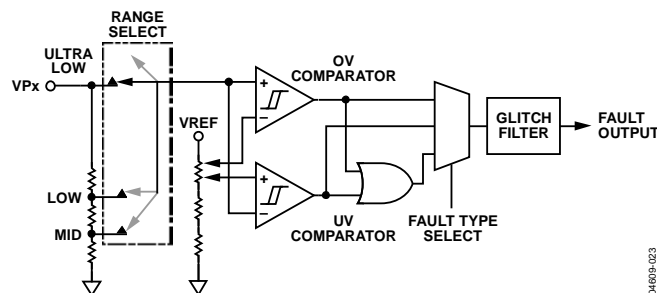 RANGE
SELECT
ULTRA
LOW
VPx
LOW
MID
VREF
+
–
OV
COMPARATOR
+
–
UV
COMPARATOR
FAULT TYPE
SELECT
GLITCH
FILTER
FAULT
OUTPUT
04609-023